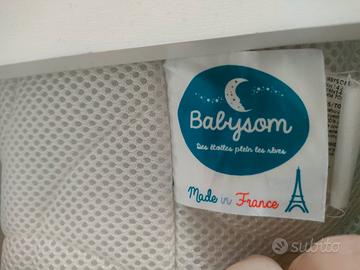 Babysom
Des étoiles plein les rêves
Made in France
subito